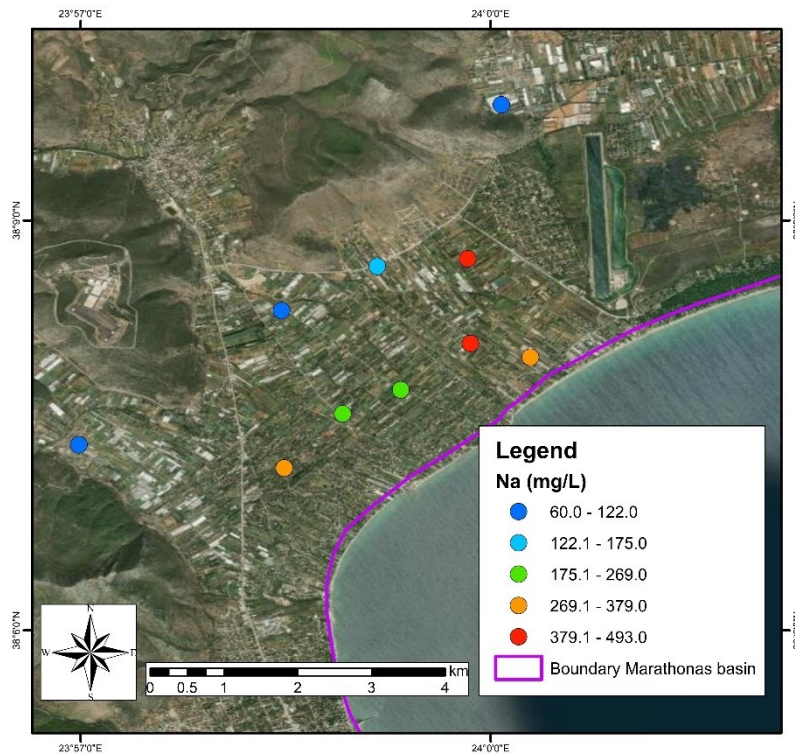 23°57'0"E 24°0'0"E
38°9'0"N
Legend
Na (mg/L)
60.0 - 122.0
122.1 - 175.0
175.1 - 269.0
269.1 - 379.0
379.1 - 493.0
Boundary Marathonas basin
38°6'0"N
N
W D
S
km
0 0.5 1 2 3 4
23°57'0"E 24°0'0"E